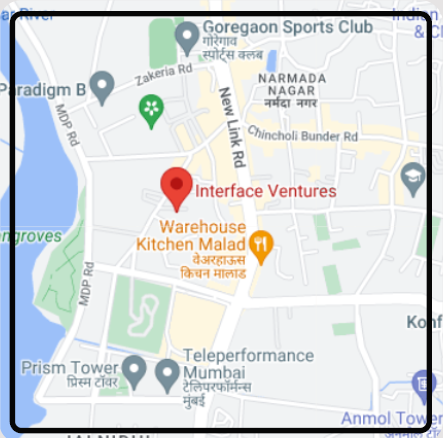 River
Indian
& C
Goregaon Sports Club
गोरेगाव
स्पोर्ट्स क्लब
Zakeria Rd
Paradigm B
NARMADA
NAGAR
नर्मदा नगर
MDP Rd
New Link Rd
Chincholi Bunder Rd
Interface Ventures
Warehouse
Kitchen Malad
वेअरहाऊस
किचन मालाड
ngroves
MDP Rd
Konf
Teleperformance
Mumbai
टेलिपरफॉर्मन्स
मुंबई
Prism Tower
प्रिस्म टॉवर
Anmol Tower